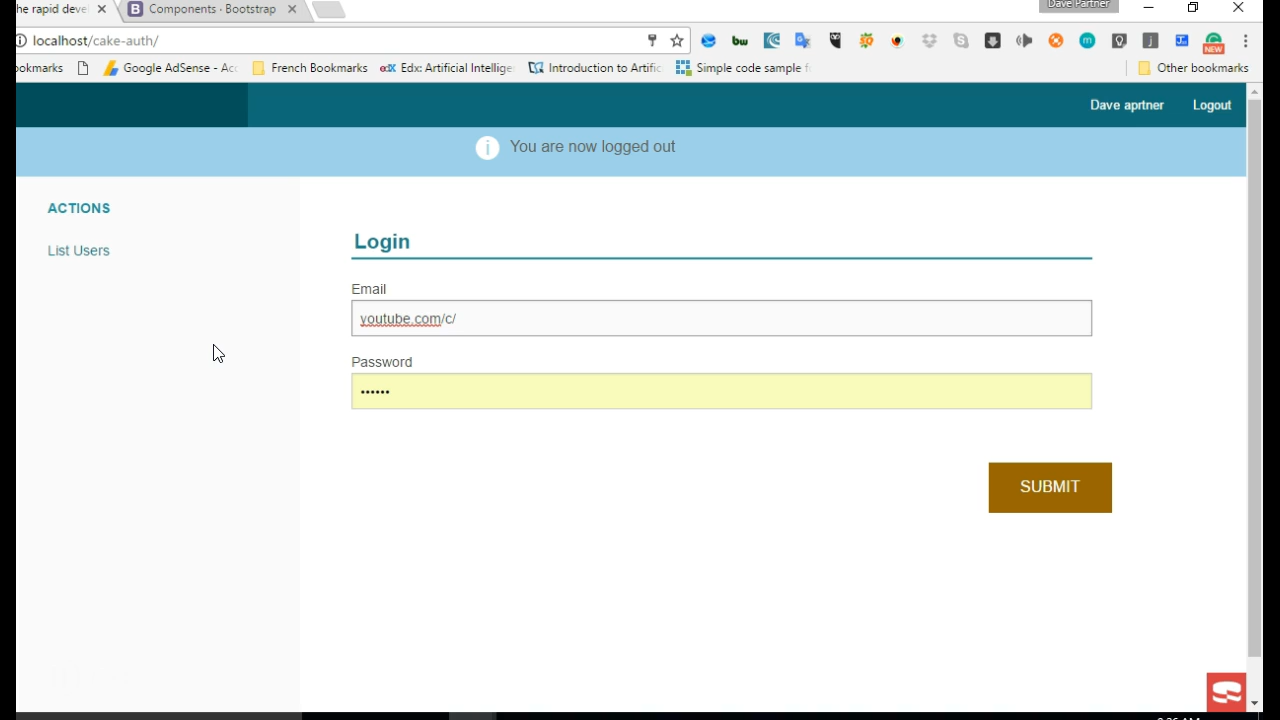 he rapid deve
Components · Bootstrap
Dave Partner
localhost/cake-auth/
NEW
ookmarks
Google AdSense - Ac
French Bookmarks
edX
Edx: Artificial Intellige
Introduction to Artific
Simple code sample f
Other bookmarks
Dave aprtner
Logout
You are now logged out
ACTIONS
List Users
Login
Email
youtube.com/c/
Password
SUBMIT